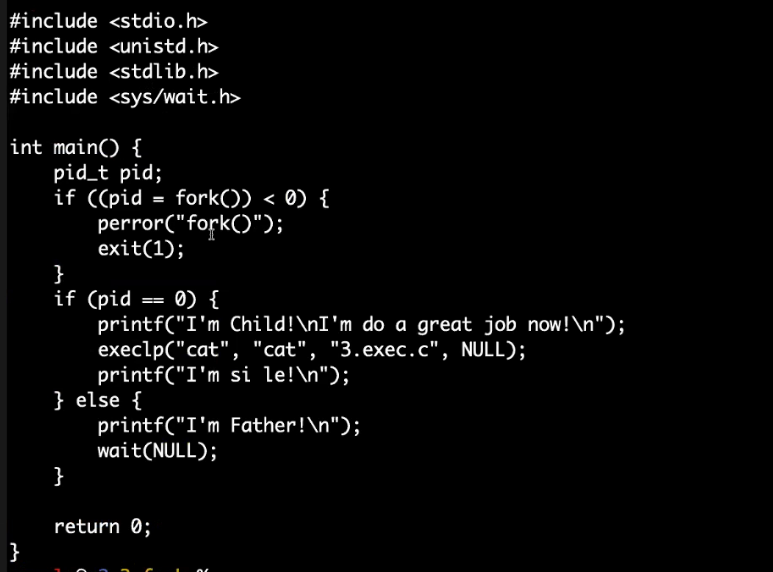 #include <stdio.h>
#include <unistd.h>
#include <stdlib.h>
#include <sys/wait.h>

int main() {
    pid_t pid;
    if ((pid = fork()) < 0) {
        perror("fork()");
        exit(1);
    }
    if (pid == 0) {
        printf("I'm Child!\nI'm do a great job now!\n");
        execlp("cat", "cat", "3.exec.c", NULL);
        printf("I'm si le!\n");
    } else {
        printf("I'm Father!\n");
        wait(NULL);
    }

    return 0;
}